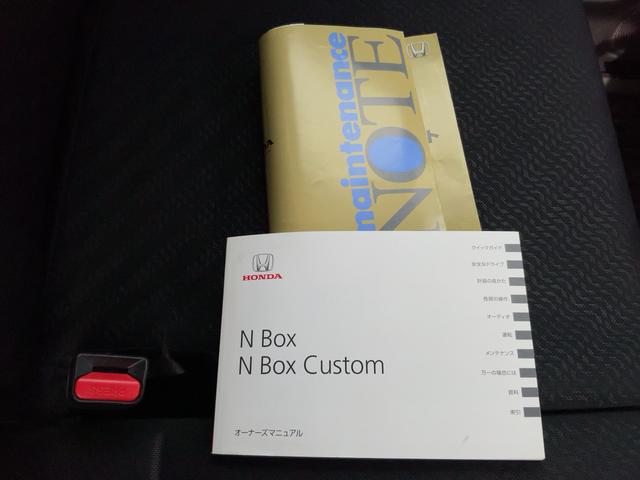 maintenance
NOTE
HONDA
N Box
N Box Custom
オーナーズマニュアル
クイックガイド
安全なドライブ
計器の見かた
各部の操作
オーディオ
運転
メンテナンス
万一の場合には
資料
索引
PRESS